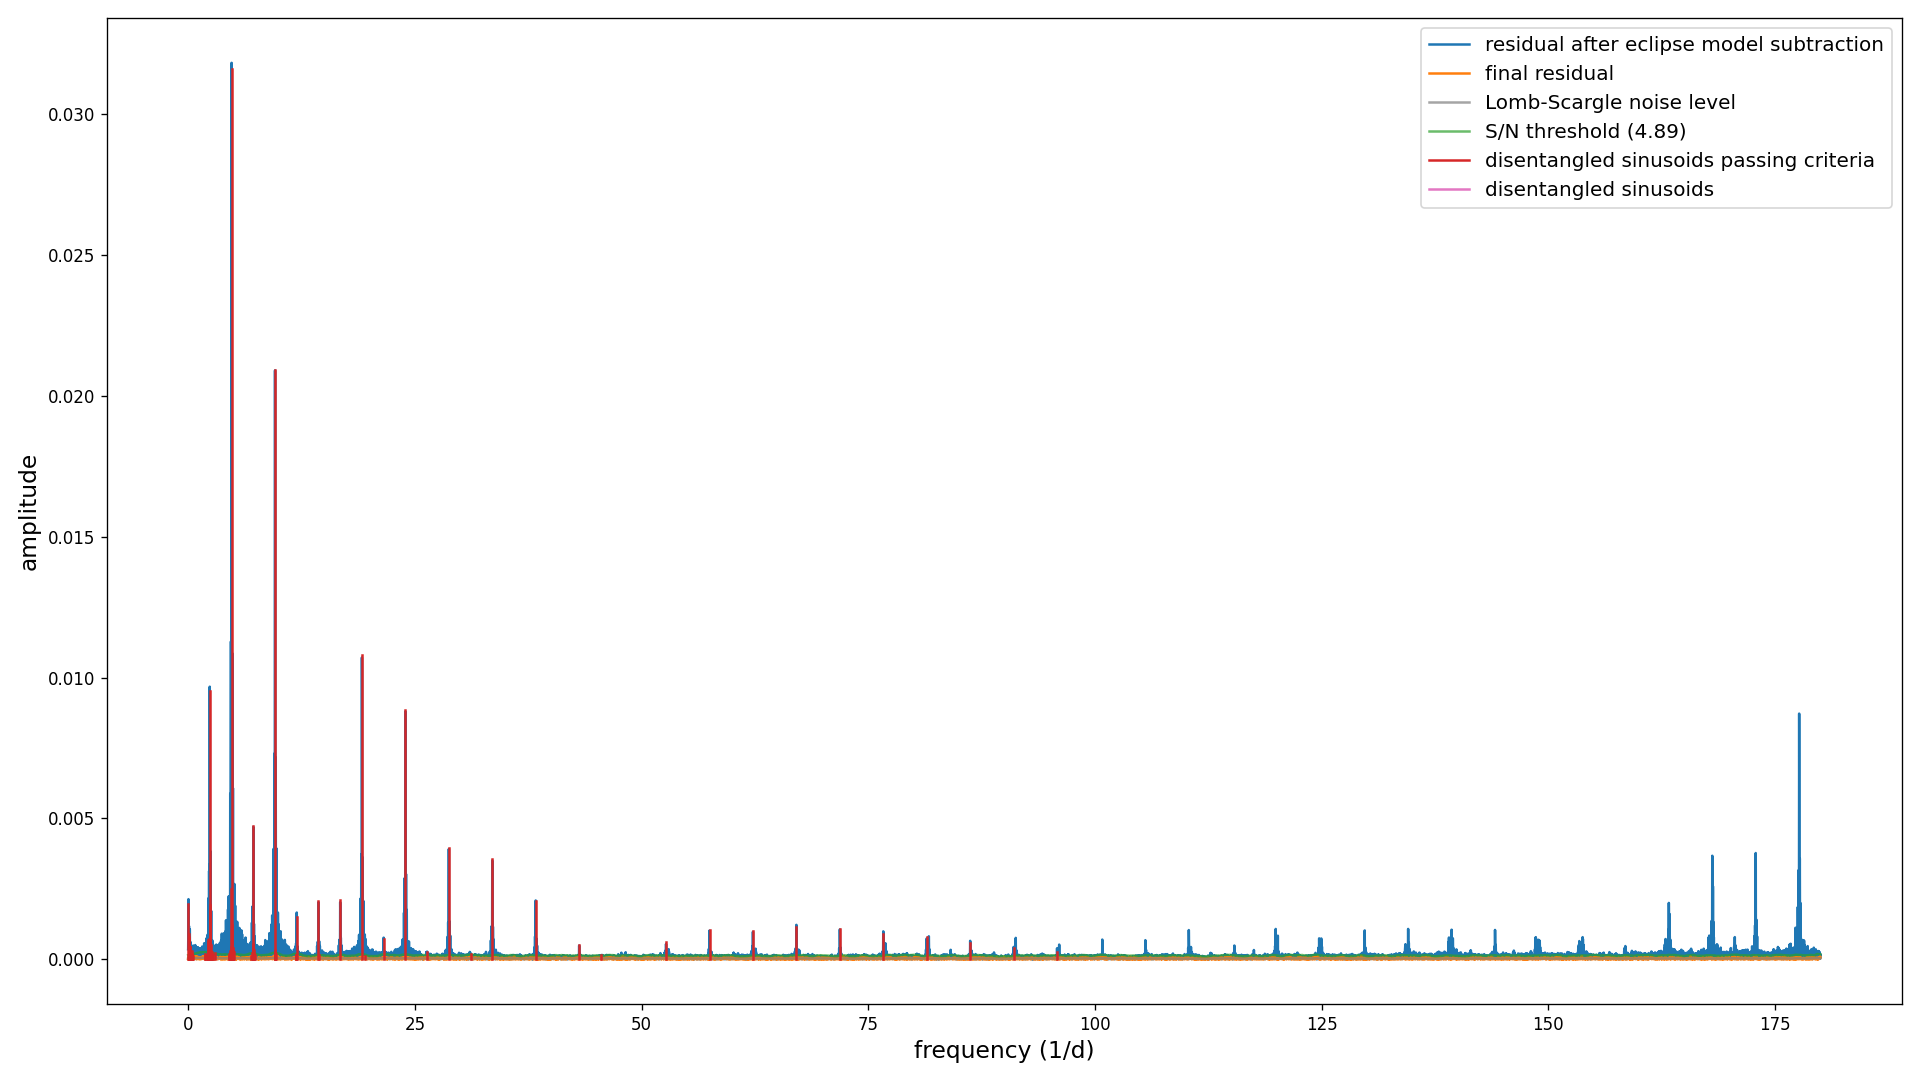 residual after eclipse model subtraction
final residual
Lomb-Scargle noise level
S/N threshold (4.89)
disentangled sinusoids passing criteria
disentangled sinusoids
0.030
0.025
0.020
0.015
0.010
0.005
0.000
amplitude
0 25 50 75 100 125 150 175
frequency (1/d)